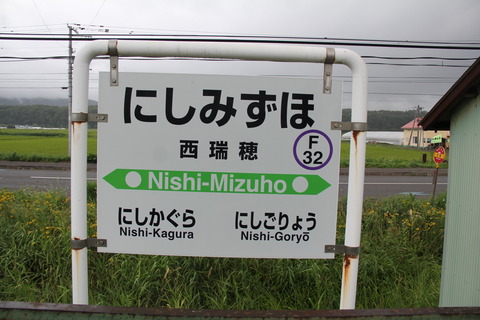 にしみずほ
西瑞穂
F
32
Nishi-Mizuho
にしかぐら
Nishi-Kagura
にしごりょう
Nishi-Goryō